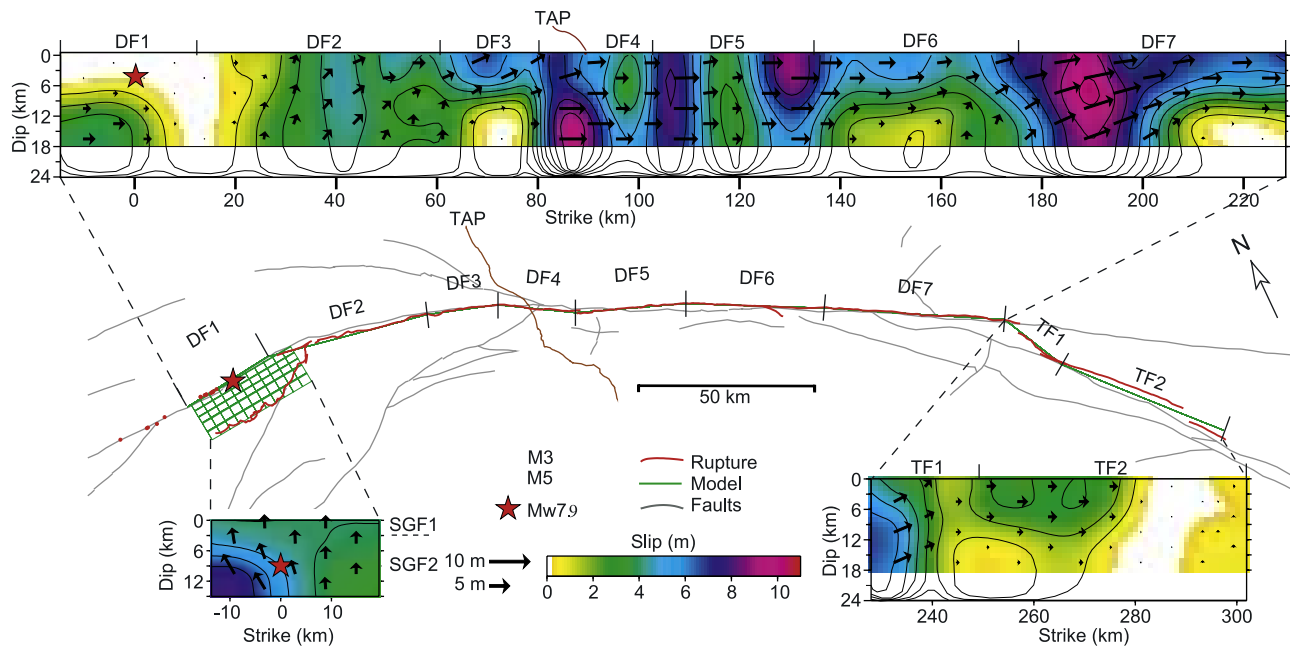 TAP
DF1 DF2 DF3 DF4 DF5 DF6 DF7
0
6
12
18
24
Dip (km)
0 20 40 60 80 100 120 140 160 180 200 220
Strike (km)
TAP
N
DF1 DF2 DF3 DF4 DF5 DF6 DF7 TF1 TF2
50 km
M3
M5
Mw7.9
Rupture
Model
Faults
Slip (m)
0 2 4 6 8 10
10 m
5 m
0
6
12
Dip (km)
SGF1
SGF2
-10 0 10
Strike (km)
TF1 TF2
0
6
12
18
24
Dip (km)
240 260 280 300
Strike (km)